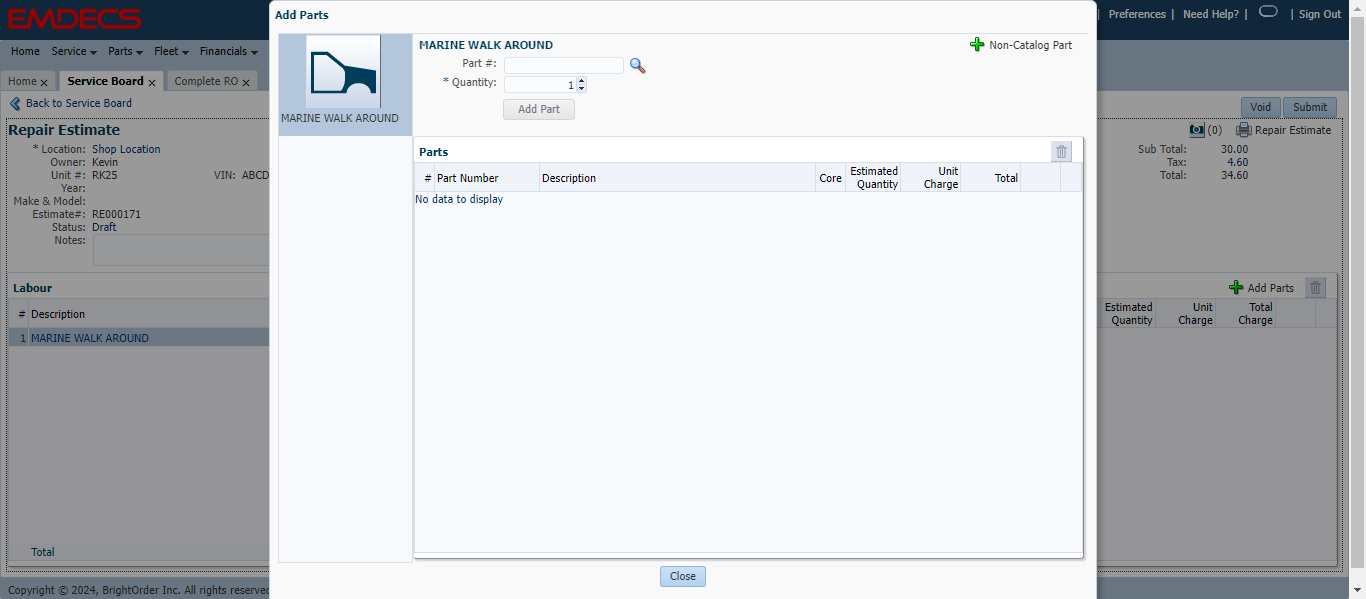 EMDECS
Preferences | Need Help? | | Sign Out
Home Service Parts Fleet Financials
Home Service Board Complete RO
Back to Service Board
Void Submit
Repair Estimate
(0) Repair Estimate
* Location: Shop Location
Owner: Kevin
Unit #: RK25 VIN: ABCD
Year:
Make & Model:
Estimate#: RE000171
Status: Draft
Notes:
Sub Total: 30.00
Tax: 4.60
Total: 34.60
Labour
# Description
1 MARINE WALK AROUND
Total
Add Parts
Estimated Quantity Unit Charge Total Charge
Copyright © 2024, BrightOrder Inc. All rights reserved
Add Parts
MARINE WALK AROUND
MARINE WALK AROUND
Non-Catalog Part
Part #:
* Quantity: 1
Add Part
Parts
# Part Number Description Core Estimated Quantity Unit Charge Total
No data to display
Close